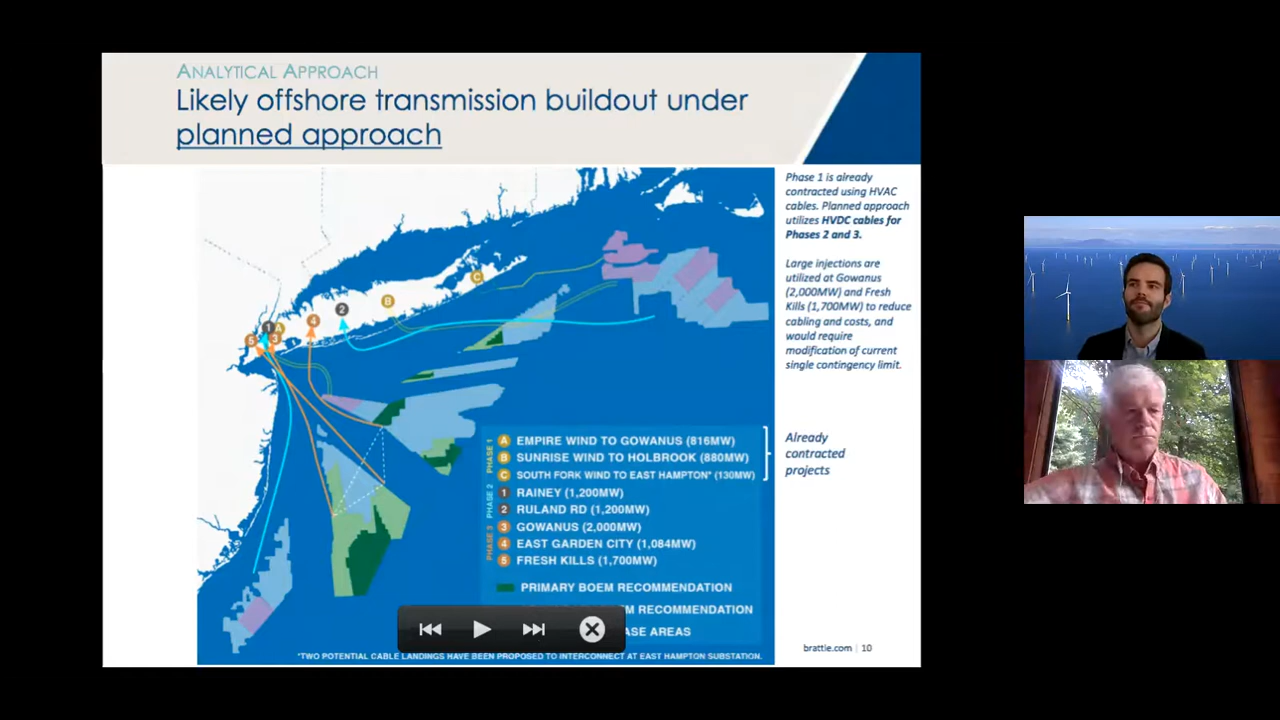 ANALYTICAL APPROACH
Likely offshore transmission buildout under
planned approach
Phase 1 is already
contracted using HVAC
cables. Planned approach
utilizes HVDC cables for
Phases 2 and 3.
Large injections are
utilized at Gowanus
(2,000MW) and Fresh
Kills (1,700MW) to reduce
cabling and costs, and
would require
modification of current
single contingency limit.
Already
contracted
projects
C
B
2
4
1
A
5
3
PHASE 1
A EMPIRE WIND TO GOWANUS (816MW)
B SUNRISE WIND TO HOLBROOK (880MW)
C SOUTH FORK WIND TO EAST HAMPTON* (130MW)
PHASE 2
1 RAINEY (1,200MW)
2 RULAND RD (1,200MW)
PHASE 3
3 GOWANUS (2,000MW)
4 EAST GARDEN CITY (1,084MW)
5 FRESH KILLS (1,700MW)
PRIMARY BOEM RECOMMENDATION
RECOMMENDATION
AREAS
*TWO POTENTIAL CABLE LANDINGS HAVE BEEN PROPOSED TO INTERCONNECT AT EAST HAMPTON SUBSTATION.
brattle.com | 10